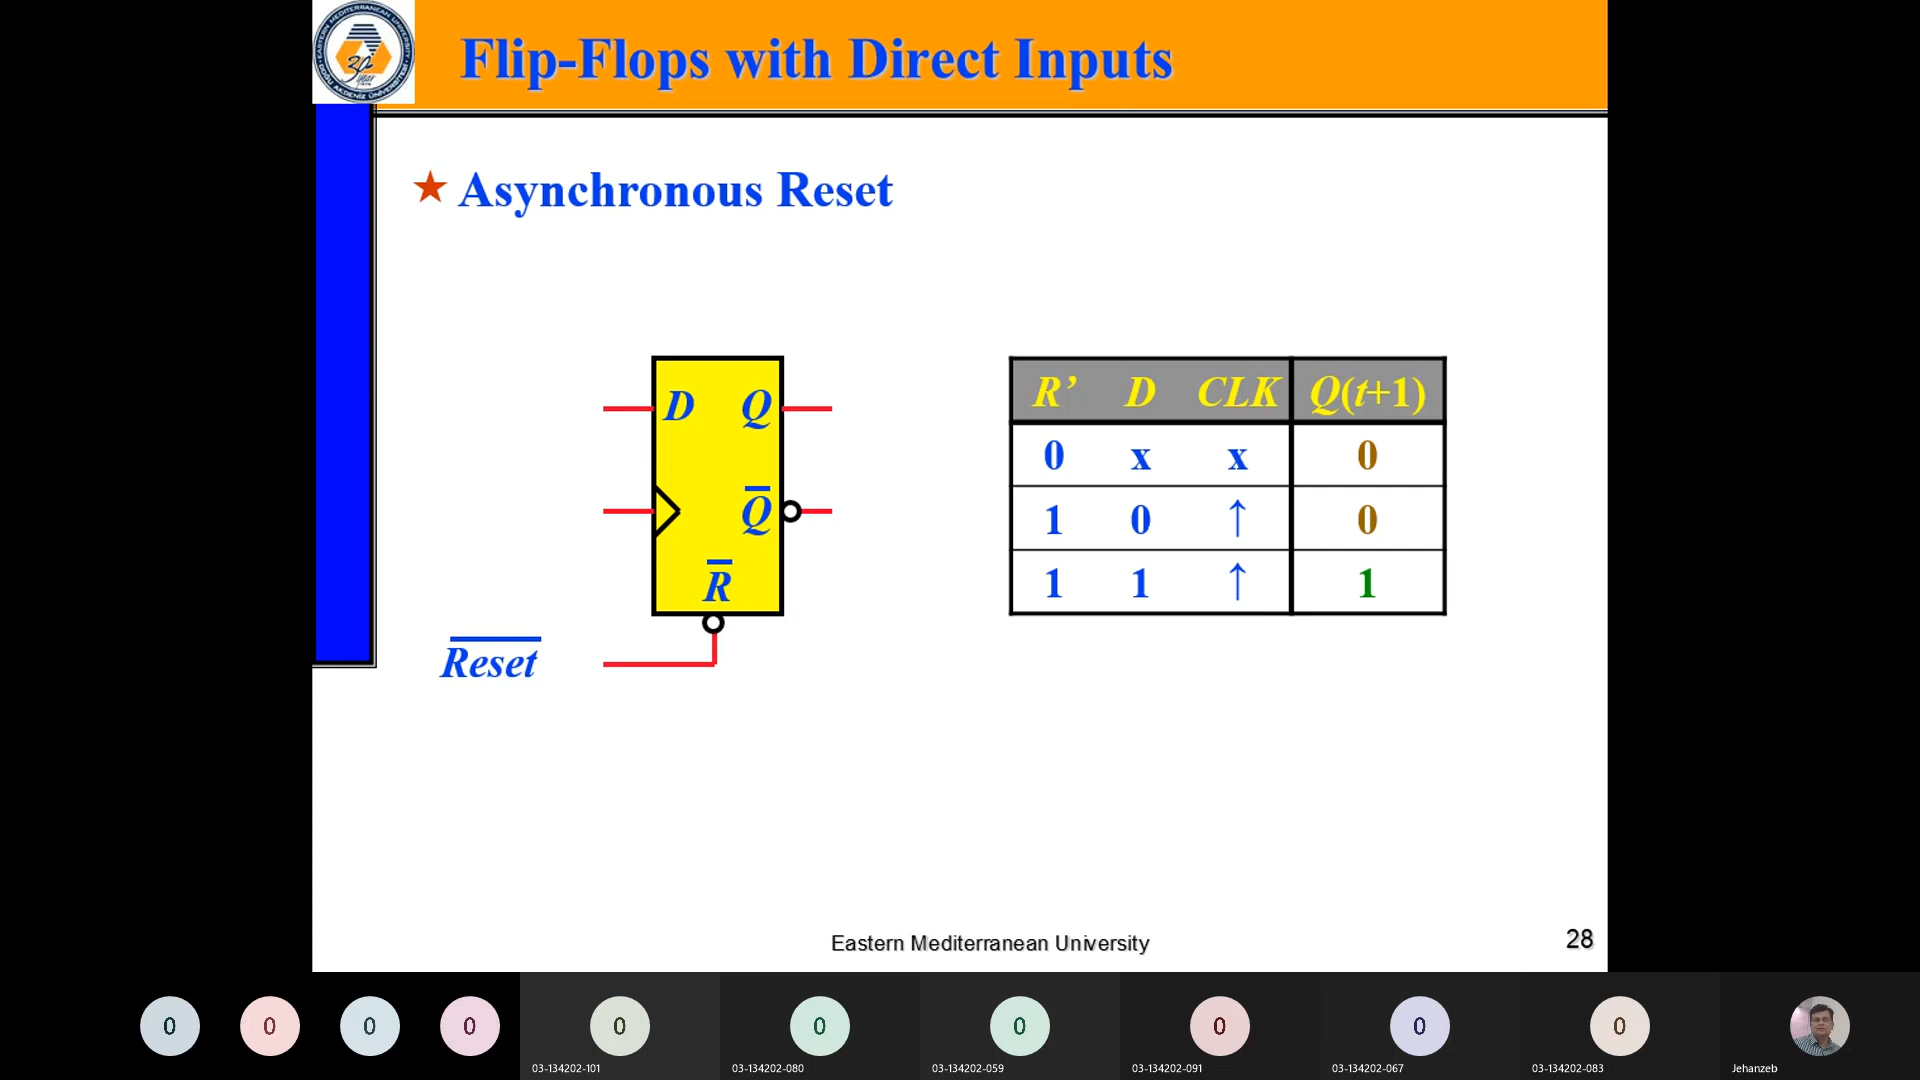 Flip-Flops with Direct Inputs
★ Asynchronous Reset
D Q
Q̅
R̅
R̅e̅s̅e̅t̅
R’ D CLK Q(t+1)
0 x x 0
1 0 ↑ 0
1 1 ↑ 1
Eastern Mediterranean University
28
0 0 0 0 0 0 0 0 0 0
03-134202-101 03-134202-080 03-134202-059 03-134202-091 03-134202-067 03-134202-083 Jehanzeb